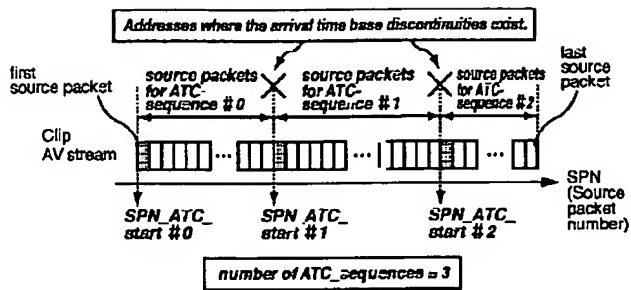 Addresses where the arrival time base discontinuities exist.
first
source packet
source packets
for ATC-
sequence #0
source packets
for ATC-
sequence #1
source packets
for ATC-
sequence #2
last
source
packet
Clip
AV stream
...
...
...
SPN
(Source
packet
number)
SPN_ATC_
start #0
SPN_ATC_
start #1
SPN_ATC_
start #2
number of ATC_sequences = 3